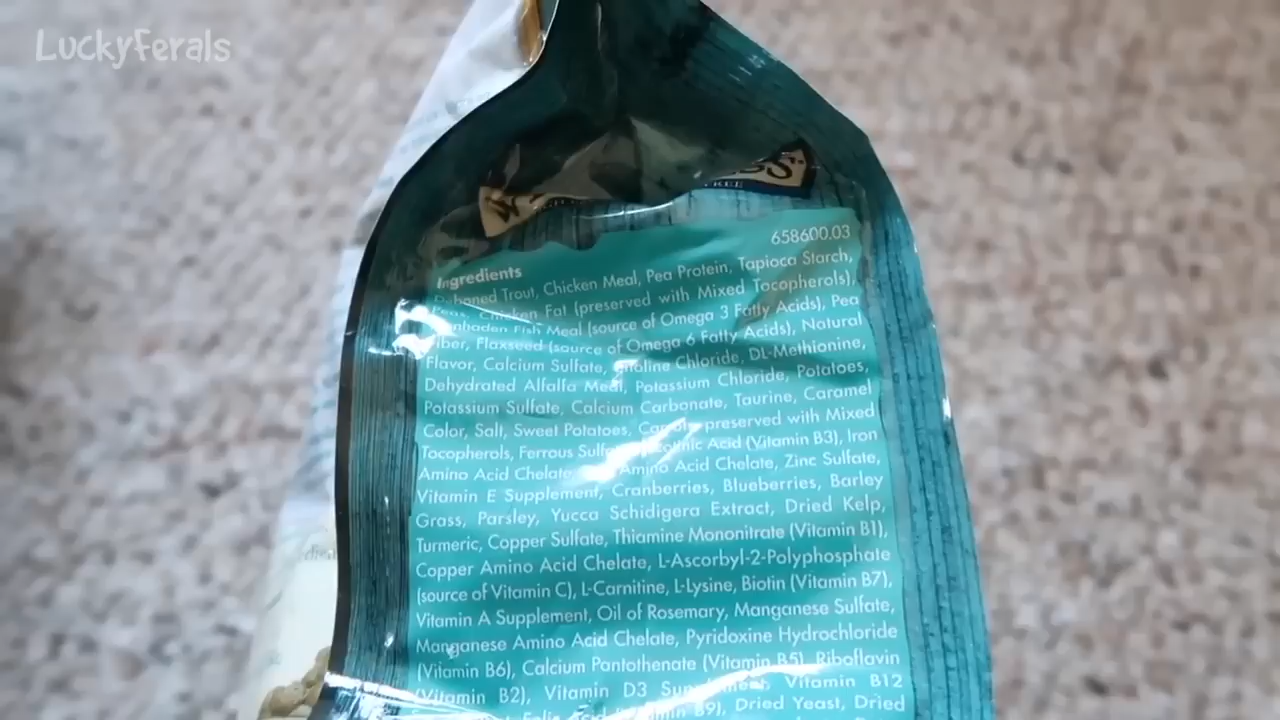 LuckyFerals
658600.03
Ingredients
Trout, Chicken Meal, Pea Protein, Tapioca Starch,
Chicken Fat (preserved with Mixed Tocopherols),
Fish Meal (source of Omega 3 Fatty Acids), Pea
Flaxseed (source of Omega 6 Fatty Acids), Natural
Flavor, Calcium Sulfate, Choline Chloride, DL-Methionine,
Dehydrated Alfalfa Meal, Potassium Chloride, Potatoes,
Potassium Sulfate, Calcium Carbonate, Taurine, Caramel
Color, Salt, Sweet Potatoes, preserved with Mixed
Tocopherols, Ferrous Acid (Vitamin B3), Iron
Amino Acid Chelate, Amino Acid Chelate, Zinc Sulfate,
Vitamin E Supplement, Cranberries, Blueberries, Barley
Grass, Parsley, Yucca Schidigera Extract, Dried Kelp,
Turmeric, Copper Sulfate, Thiamine Mononitrate (Vitamin B1),
Copper Amino Acid Chelate, L-Ascorbyl-2-Polyphosphate
(source of Vitamin C), L-Carnitine, L-Lysine, Biotin (Vitamin B7),
Vitamin A Supplement, Oil of Rosemary, Manganese Sulfate,
Manganese Amino Acid Chelate, Pyridoxine Hydrochloride
(Vitamin B6), Calcium Pantothenate (Vitamin B5), Riboflavin
(Vitamin B2), Vitamin D3 Vitamin B12
B9), Dried Yeast, Dried